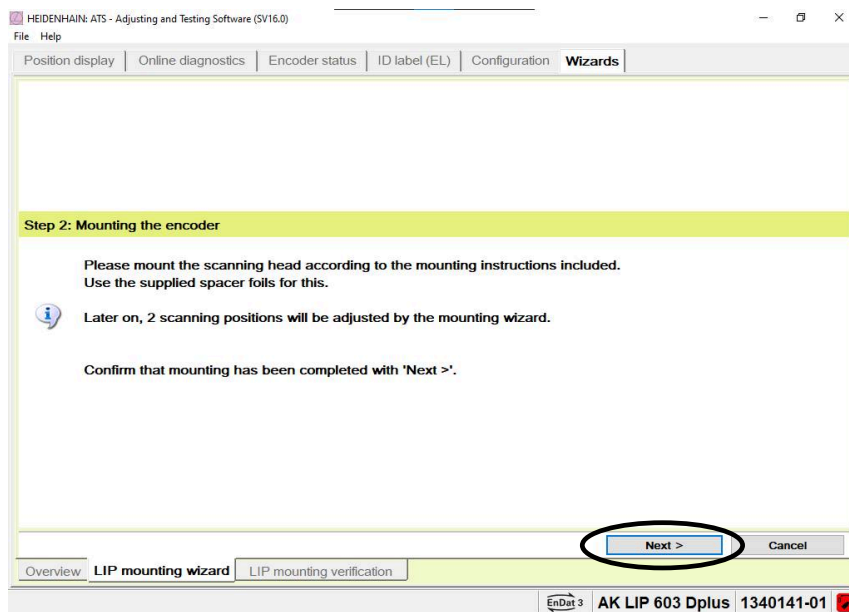 HEIDENHAIN: ATS - Adjusting and Testing Software (SV16.0)
File Help
Position display Online diagnostics Encoder status ID label (EL) Configuration Wizards
Step 2: Mounting the encoder
Please mount the scanning head according to the mounting instructions included.
Use the supplied spacer foils for this.
Later on, 2 scanning positions will be adjusted by the mounting wizard.
Confirm that mounting has been completed with 'Next >'.
Next > Cancel
Overview LIP mounting wizard LIP mounting verification
EnDat 3 AK LIP 603 Dplus 1340141-01